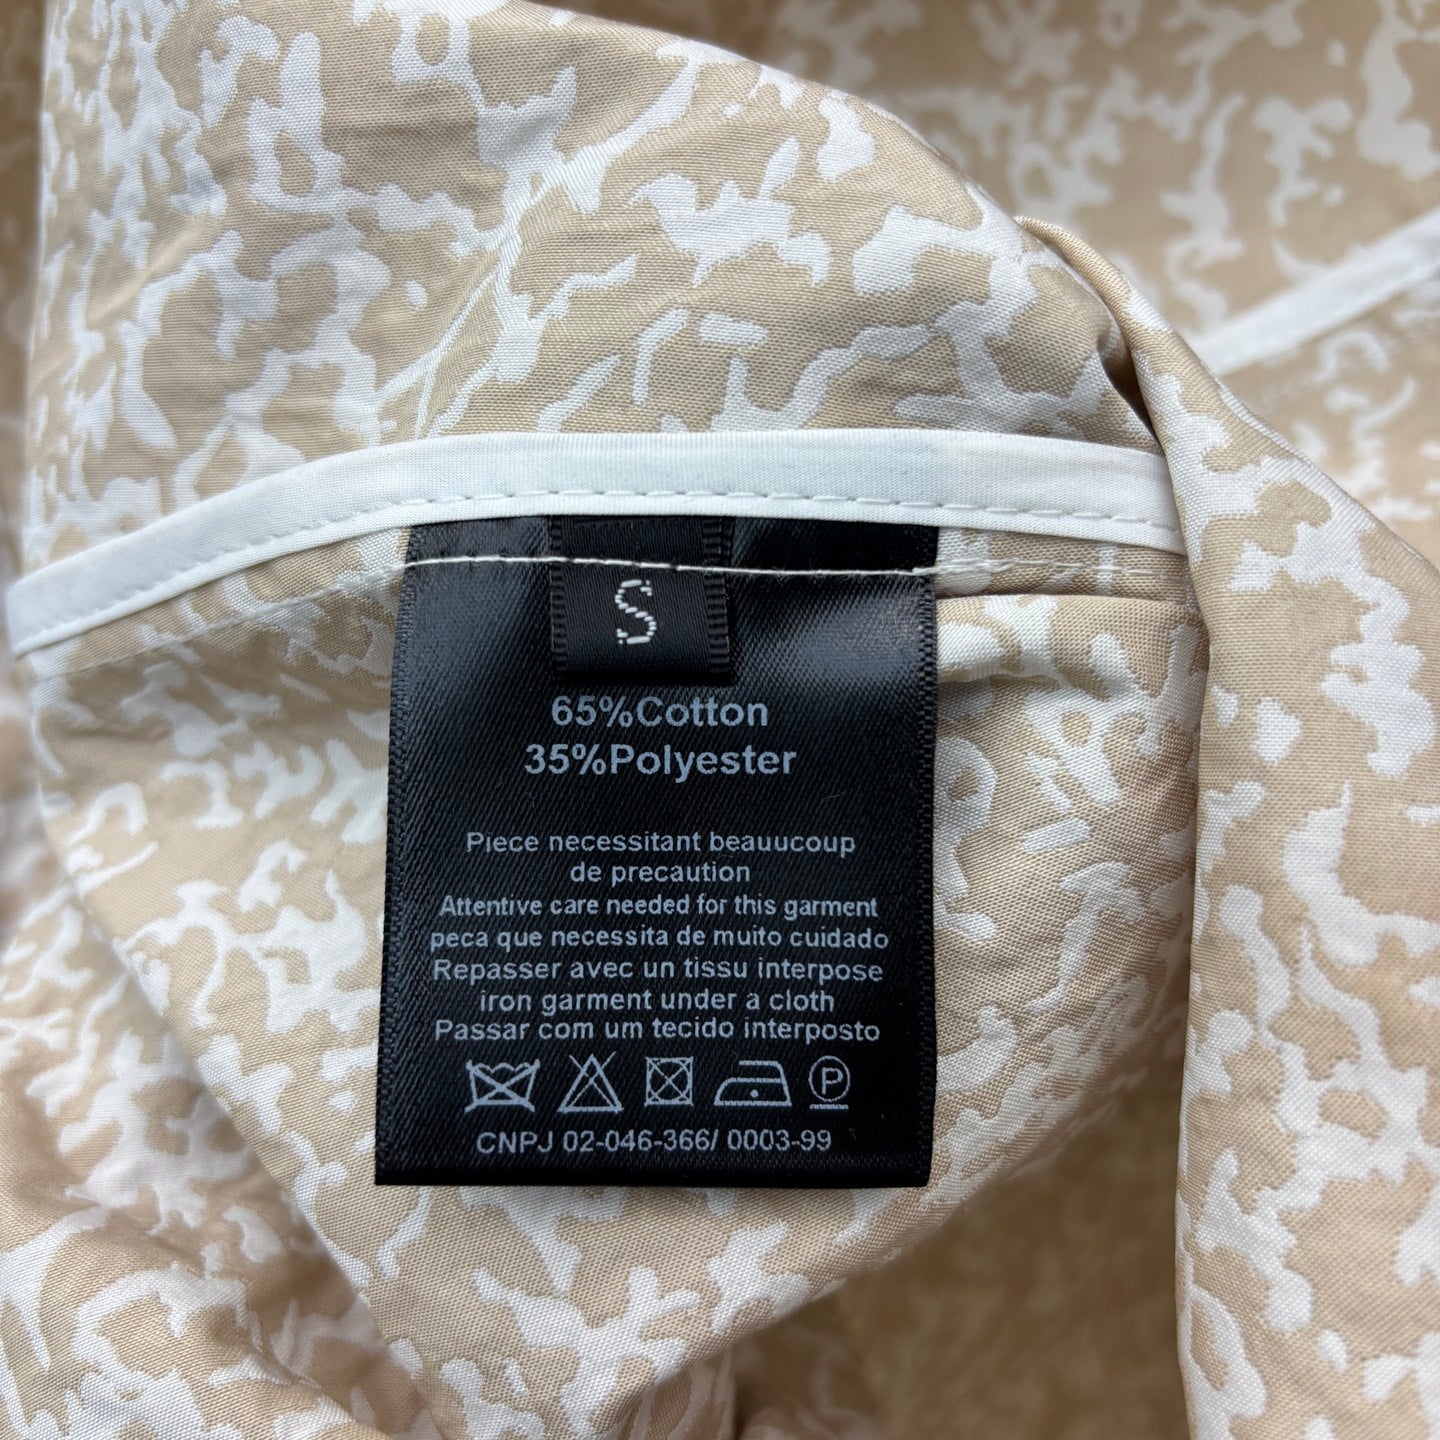 S
65%Cotton
35%Polyester
Piece necessitant beauucoup
de precaution
Attentive care needed for this garment
peca que necessita de muito cuidado
Repasser avec un tissu interpose
iron garment under a cloth
Passar com um tecido interposto
P
CNPJ 02-046-366/ 0003-99